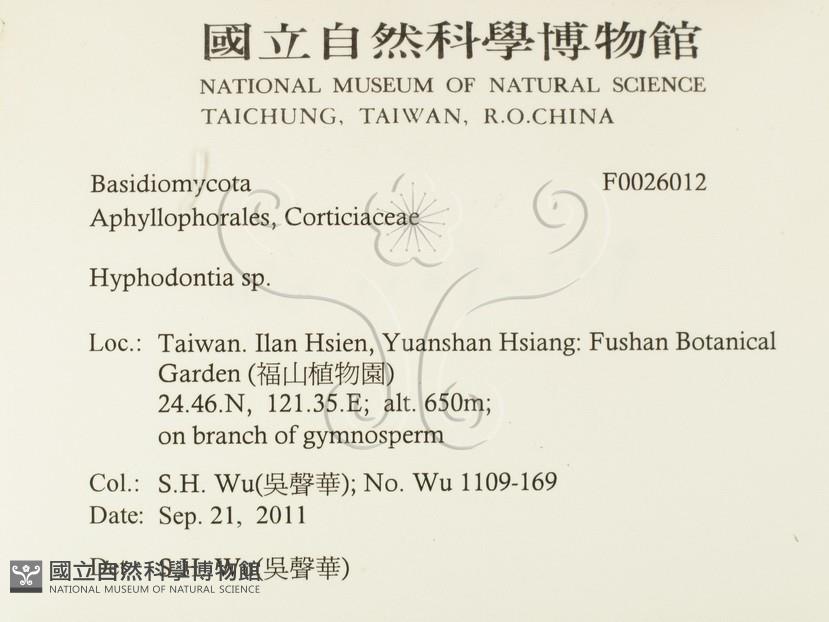 國立自然科學博物館
NATIONAL MUSEUM OF NATURAL SCIENCE
TAICHUNG, TAIWAN, R.O.CHINA
Basidiomycota F0026012
Aphyllophorales, Corticiaceae
Hyphodontia sp.
Loc.: Taiwan. Ilan Hsien, Yuanshan Hsiang: Fushan Botanical
Garden (福山植物園)
24.46.N, 121.35.E; alt. 650m;
on branch of gymnosperm
Col.: S.H. Wu(吳聲華); No. Wu 1109-169
Date: Sep. 21, 2011
Det.: S.H. Wu(吳聲華)
國立自然科學博物館
NATIONAL MUSEUM OF NATURAL SCIENCE